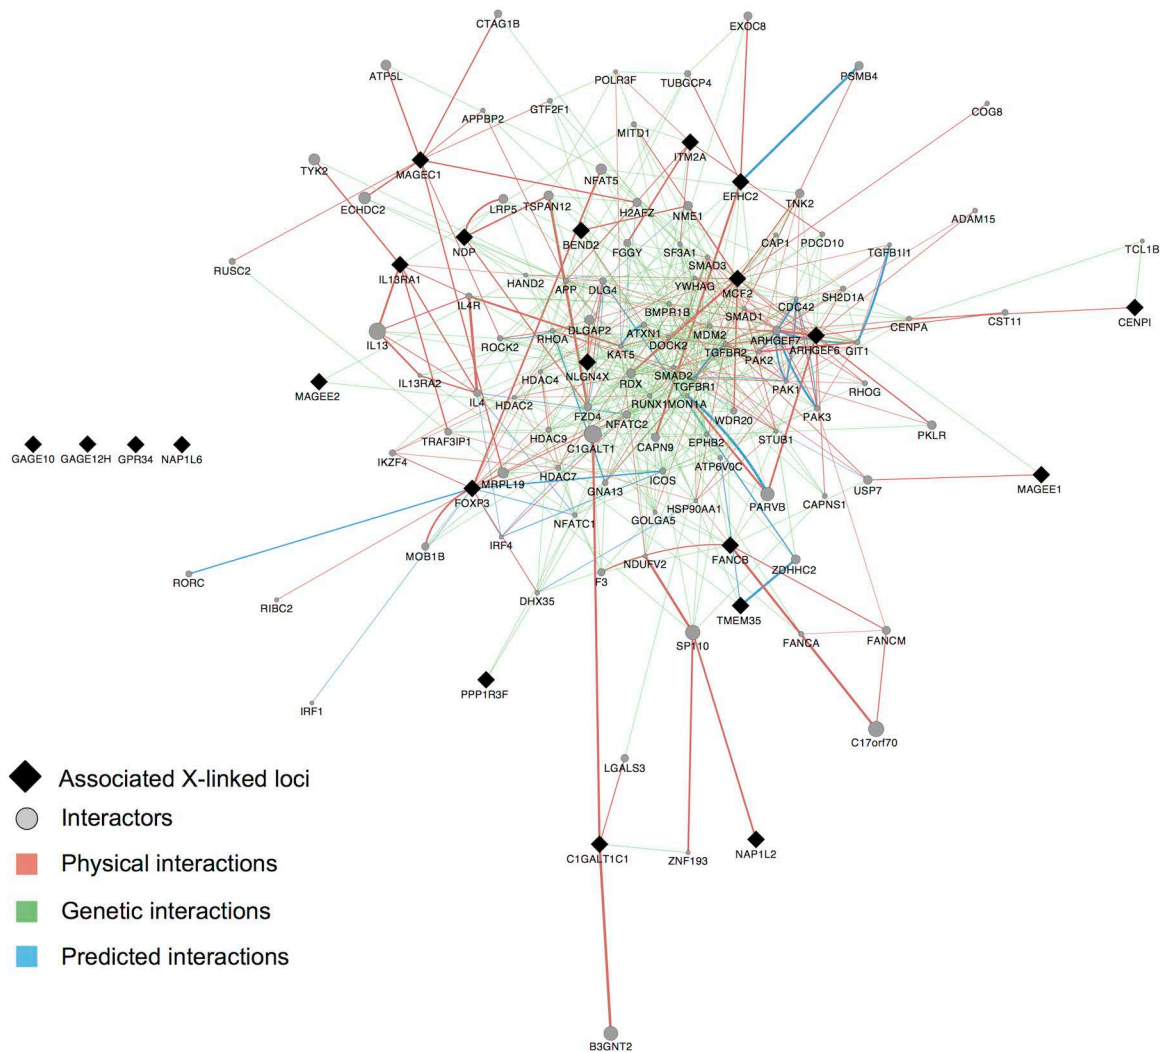 CTAG1B
EXOC8
ATP5L
POLR3F
TUBGCP4
PSMB4
COG8
APPBP2
GTF2F1
MITD1
TYK2
MAGEC1
ITM2A
EFHC2
ECHDC2
LRP5
TSPAN12
NFAT5
H2AFZ
NME1
TNK2
ADAM15
NDP
BEND2
FGGY
SF3A1
CAP1
PDCD10
TGFB1I1
TCL1B
RUSC2
IL13RA1
HAND2
APP
DLG4
SMAD3
YWHAG
MCF2
SH2D1A
IL4R
BMPR1B
SMAD1
CDC42
CENPA
CST11
CENPI
IL13
ROCK2
RHOA
DLGAP2
ATXN1
DOCK2
MDM2
ARHGEF7
ARHGEF6
GIT1
KAT5
TGFBR2
PAK2
IL13RA2
HDAC4
NLGN4X
RDX
SMAD2
TGFBR1
PAK1
RHOG
MAGEE2
IL4
HDAC2
FZD4
RUNX1
MON1A
WDR20
PAK3
PKLR
TRAF3IP1
HDAC9
NFATC2
C1GALT1
CAPN9
EPHB2
STUB1
GAGE10
GAGE12H
GPR34
NAP1L6
IKZF4
MRPL19
HDAC7
GNA13
ICOS
ATP6V0C
USP7
MAGEE1
FOXP3
HSP90AA1
PARVB
CAPNS1
NFATC1
GOLGA5
MOB1B
IRF4
NDUFV2
FANCB
ZDHHC2
RORC
RIBC2
DHX35
F3
TMEM35
SP110
FANCA
FANCM
PPP1R3F
IRF1
C17orf70
LGALS3
C1GALT1C1
ZNF193
NAP1L2
B3GNT2
Associated X-linked loci
Interactors
Physical interactions
Genetic interactions
Predicted interactions